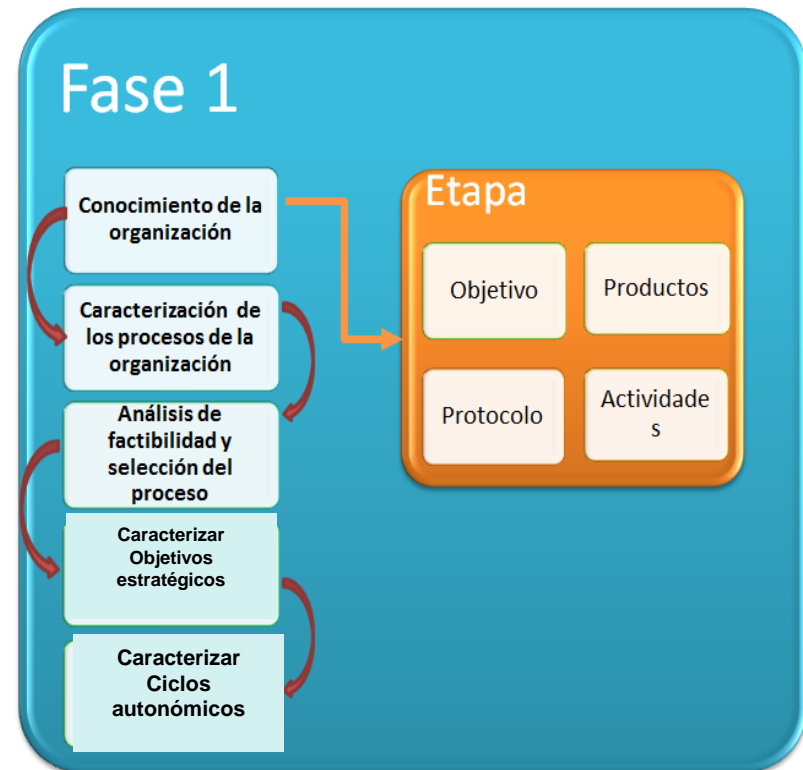 Fase 1
Conocimiento de la
organización
Caracterización de
los procesos de la
organización
Análisis de
factibilidad y
selección del
proceso
Caracterizar
Objetivos
estratégicos
Caracterizar
Ciclos
autonómicos
Etapa
Objetivo
Productos
Protocolo
Actividade
s